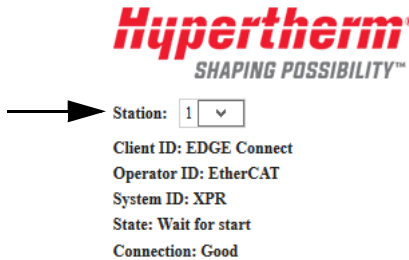 Hypertherm
SHAPING POSSIBILITY™
Station: 1
Client ID: EDGE Connect
Operator ID: EtherCAT
System ID: XPR
State: Wait for start
Connection: Good